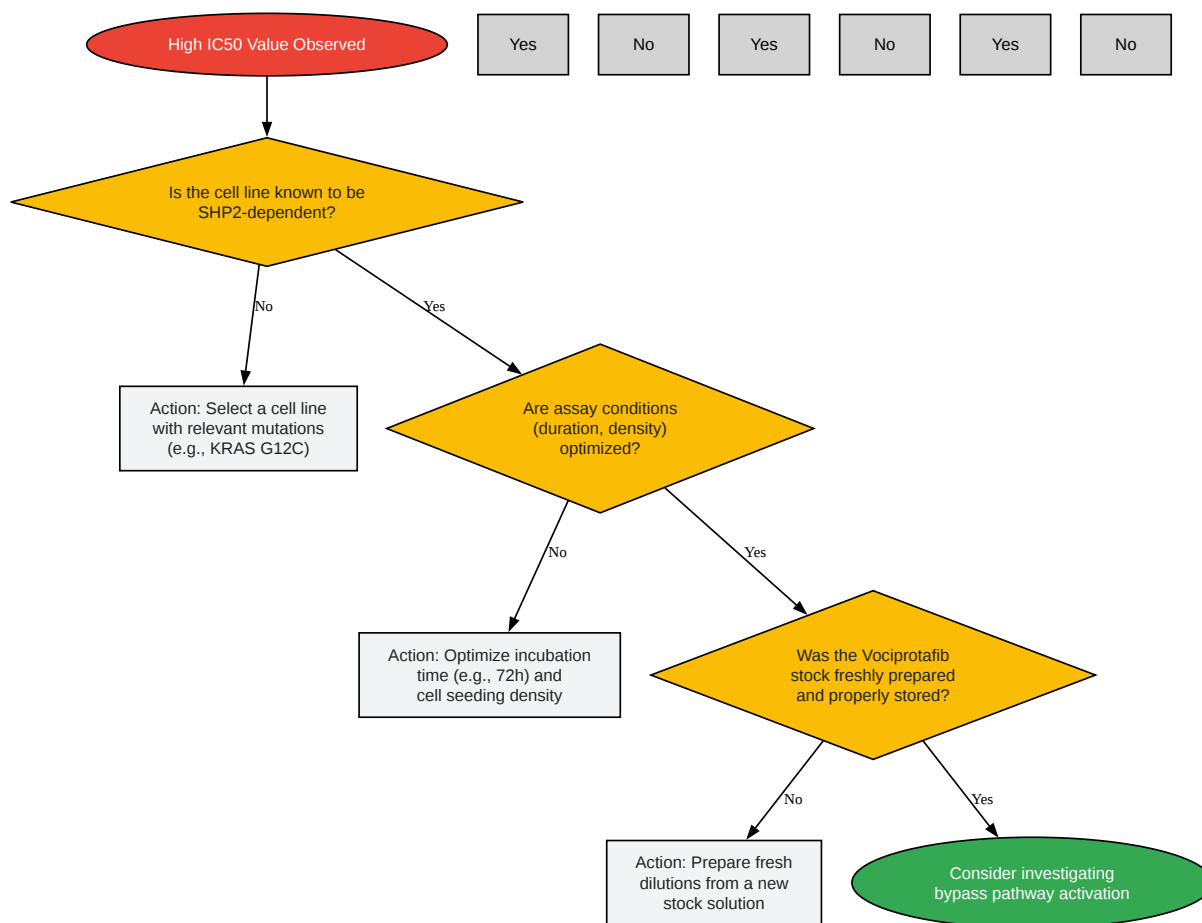 High IC50 Value Observed
Yes
No
Yes
No
Yes
No
Is the cell line known to be
SHP2-dependent?
No
Yes
Action: Select a cell line
with relevant mutations
(e.g., KRAS G12C)
Are assay conditions
(duration, density)
optimized?
No
Yes
Action: Optimize incubation
time (e.g., 72h) and
cell seeding density
Was the Vociprotafib
stock freshly prepared
and properly stored?
No
Yes
Action: Prepare fresh
dilutions from a new
stock solution
Consider investigating
bypass pathway activation